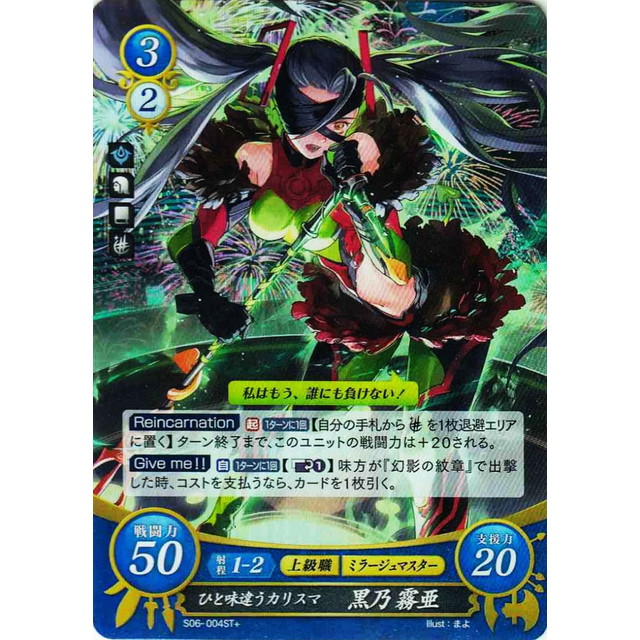 3
2
私はもう、誰にも負けない!
Reincarnation 起 1ターンに1回【自分の手札から を1枚退避エリア
に置く】ターン終了まで、このユニットの戦闘力は+20される。
Give me!! 自 1ターンに1回【 1】味方が『幻影の紋章』で出撃
した時、コストを支払うなら、カードを1枚引く。
戦闘力
50
射程 1-2
上級職
ミラージュマスター
支援力
20
ひと味違うカリスマ 黒乃 霧亜
S06-004ST+
Illust:まよ